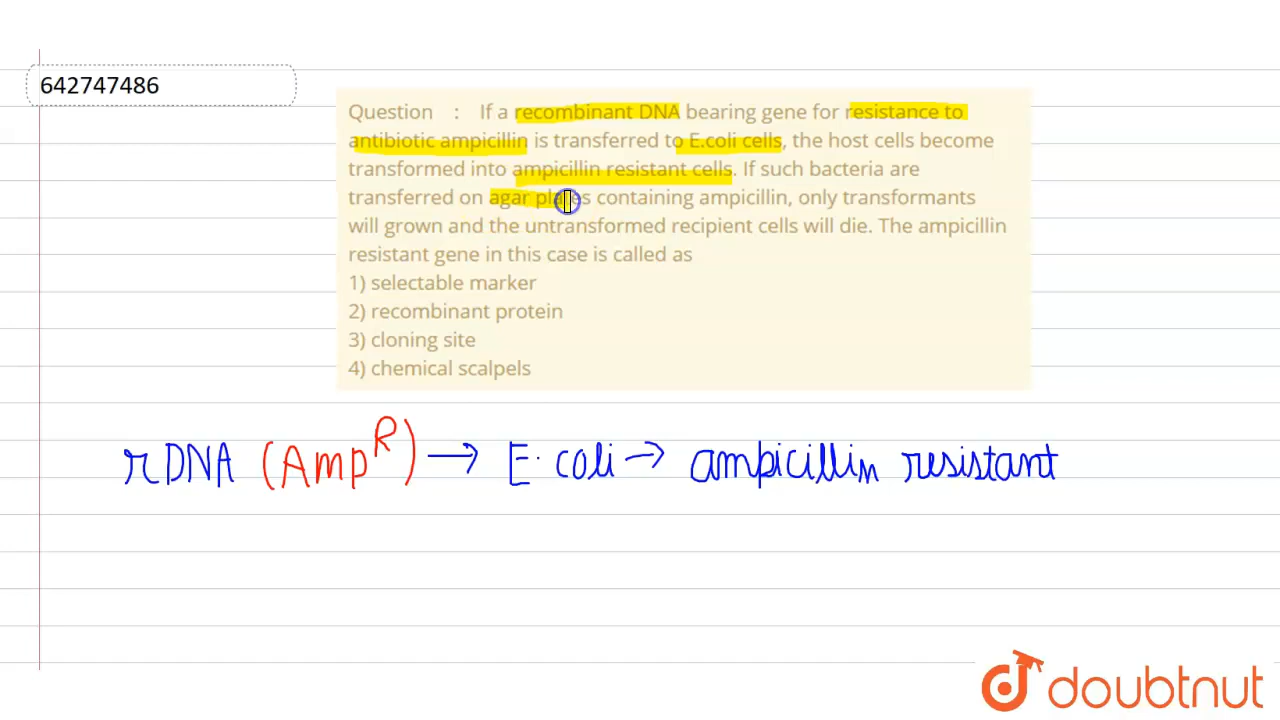 642747486
Question : If a recombinant DNA bearing gene for resistance to
antibiotic ampicillin is transferred to E.coli cells, the host cells become
transformed into ampicillin resistant cells. If such bacteria are
transferred on agar plates containing ampicillin, only transformants
will grown and the untransformed recipient cells will die. The ampicillin
resistant gene in this case is called as
1) selectable marker
2) recombinant protein
3) cloning site
4) chemical scalpels
rDNA (Amp^R) → E. coli → ampicillin resistant
doubtnut